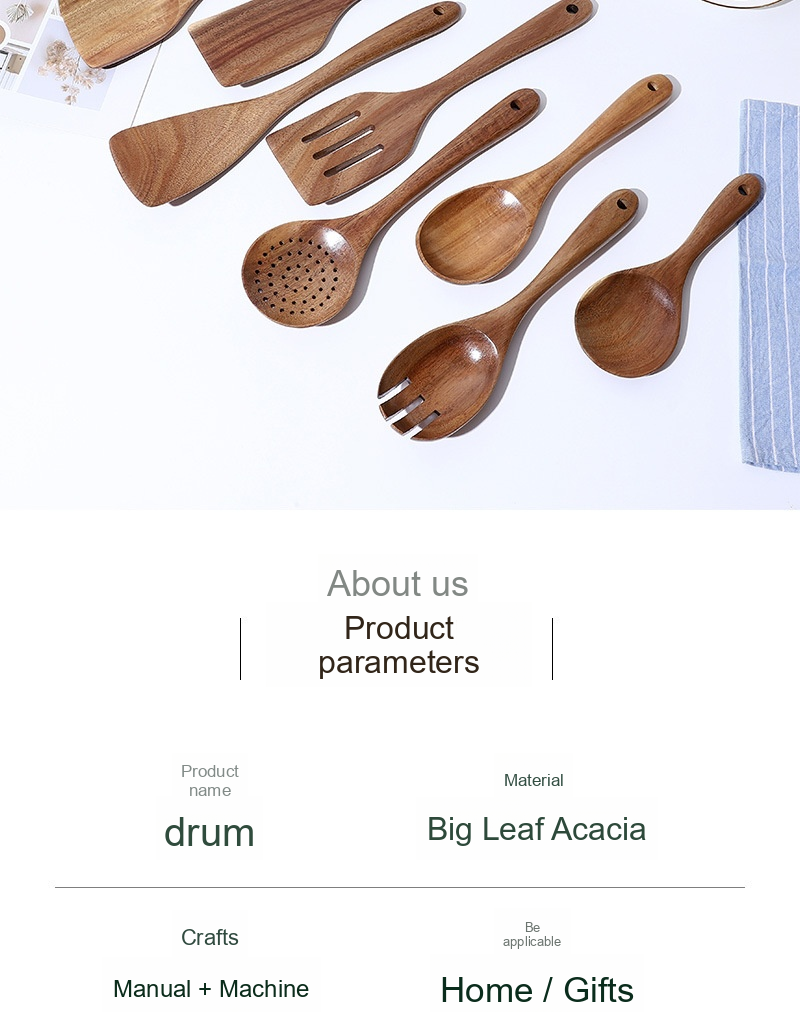 About us
Product
parameters
Product
name
Material
drum
Big Leaf Acacia
Crafts
Be
applicable
Manual + Machine
Home / Gifts